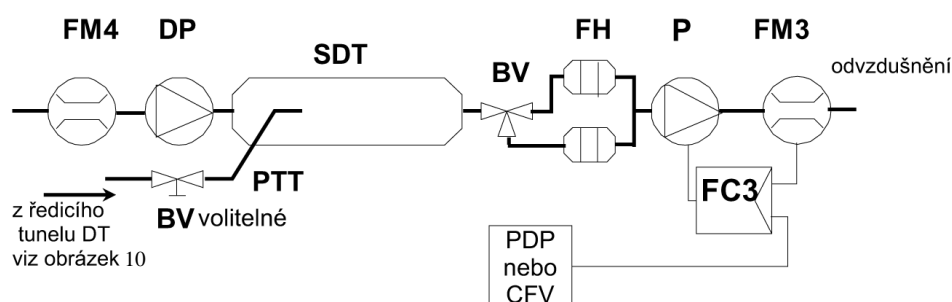 FM4 DP FH P FM3
SDT
BV
odvzdušnění
PTT
FC3
BV volitelné
z ředicího
tunelu DT
viz obrázek 10
PDP
nebo
CFV